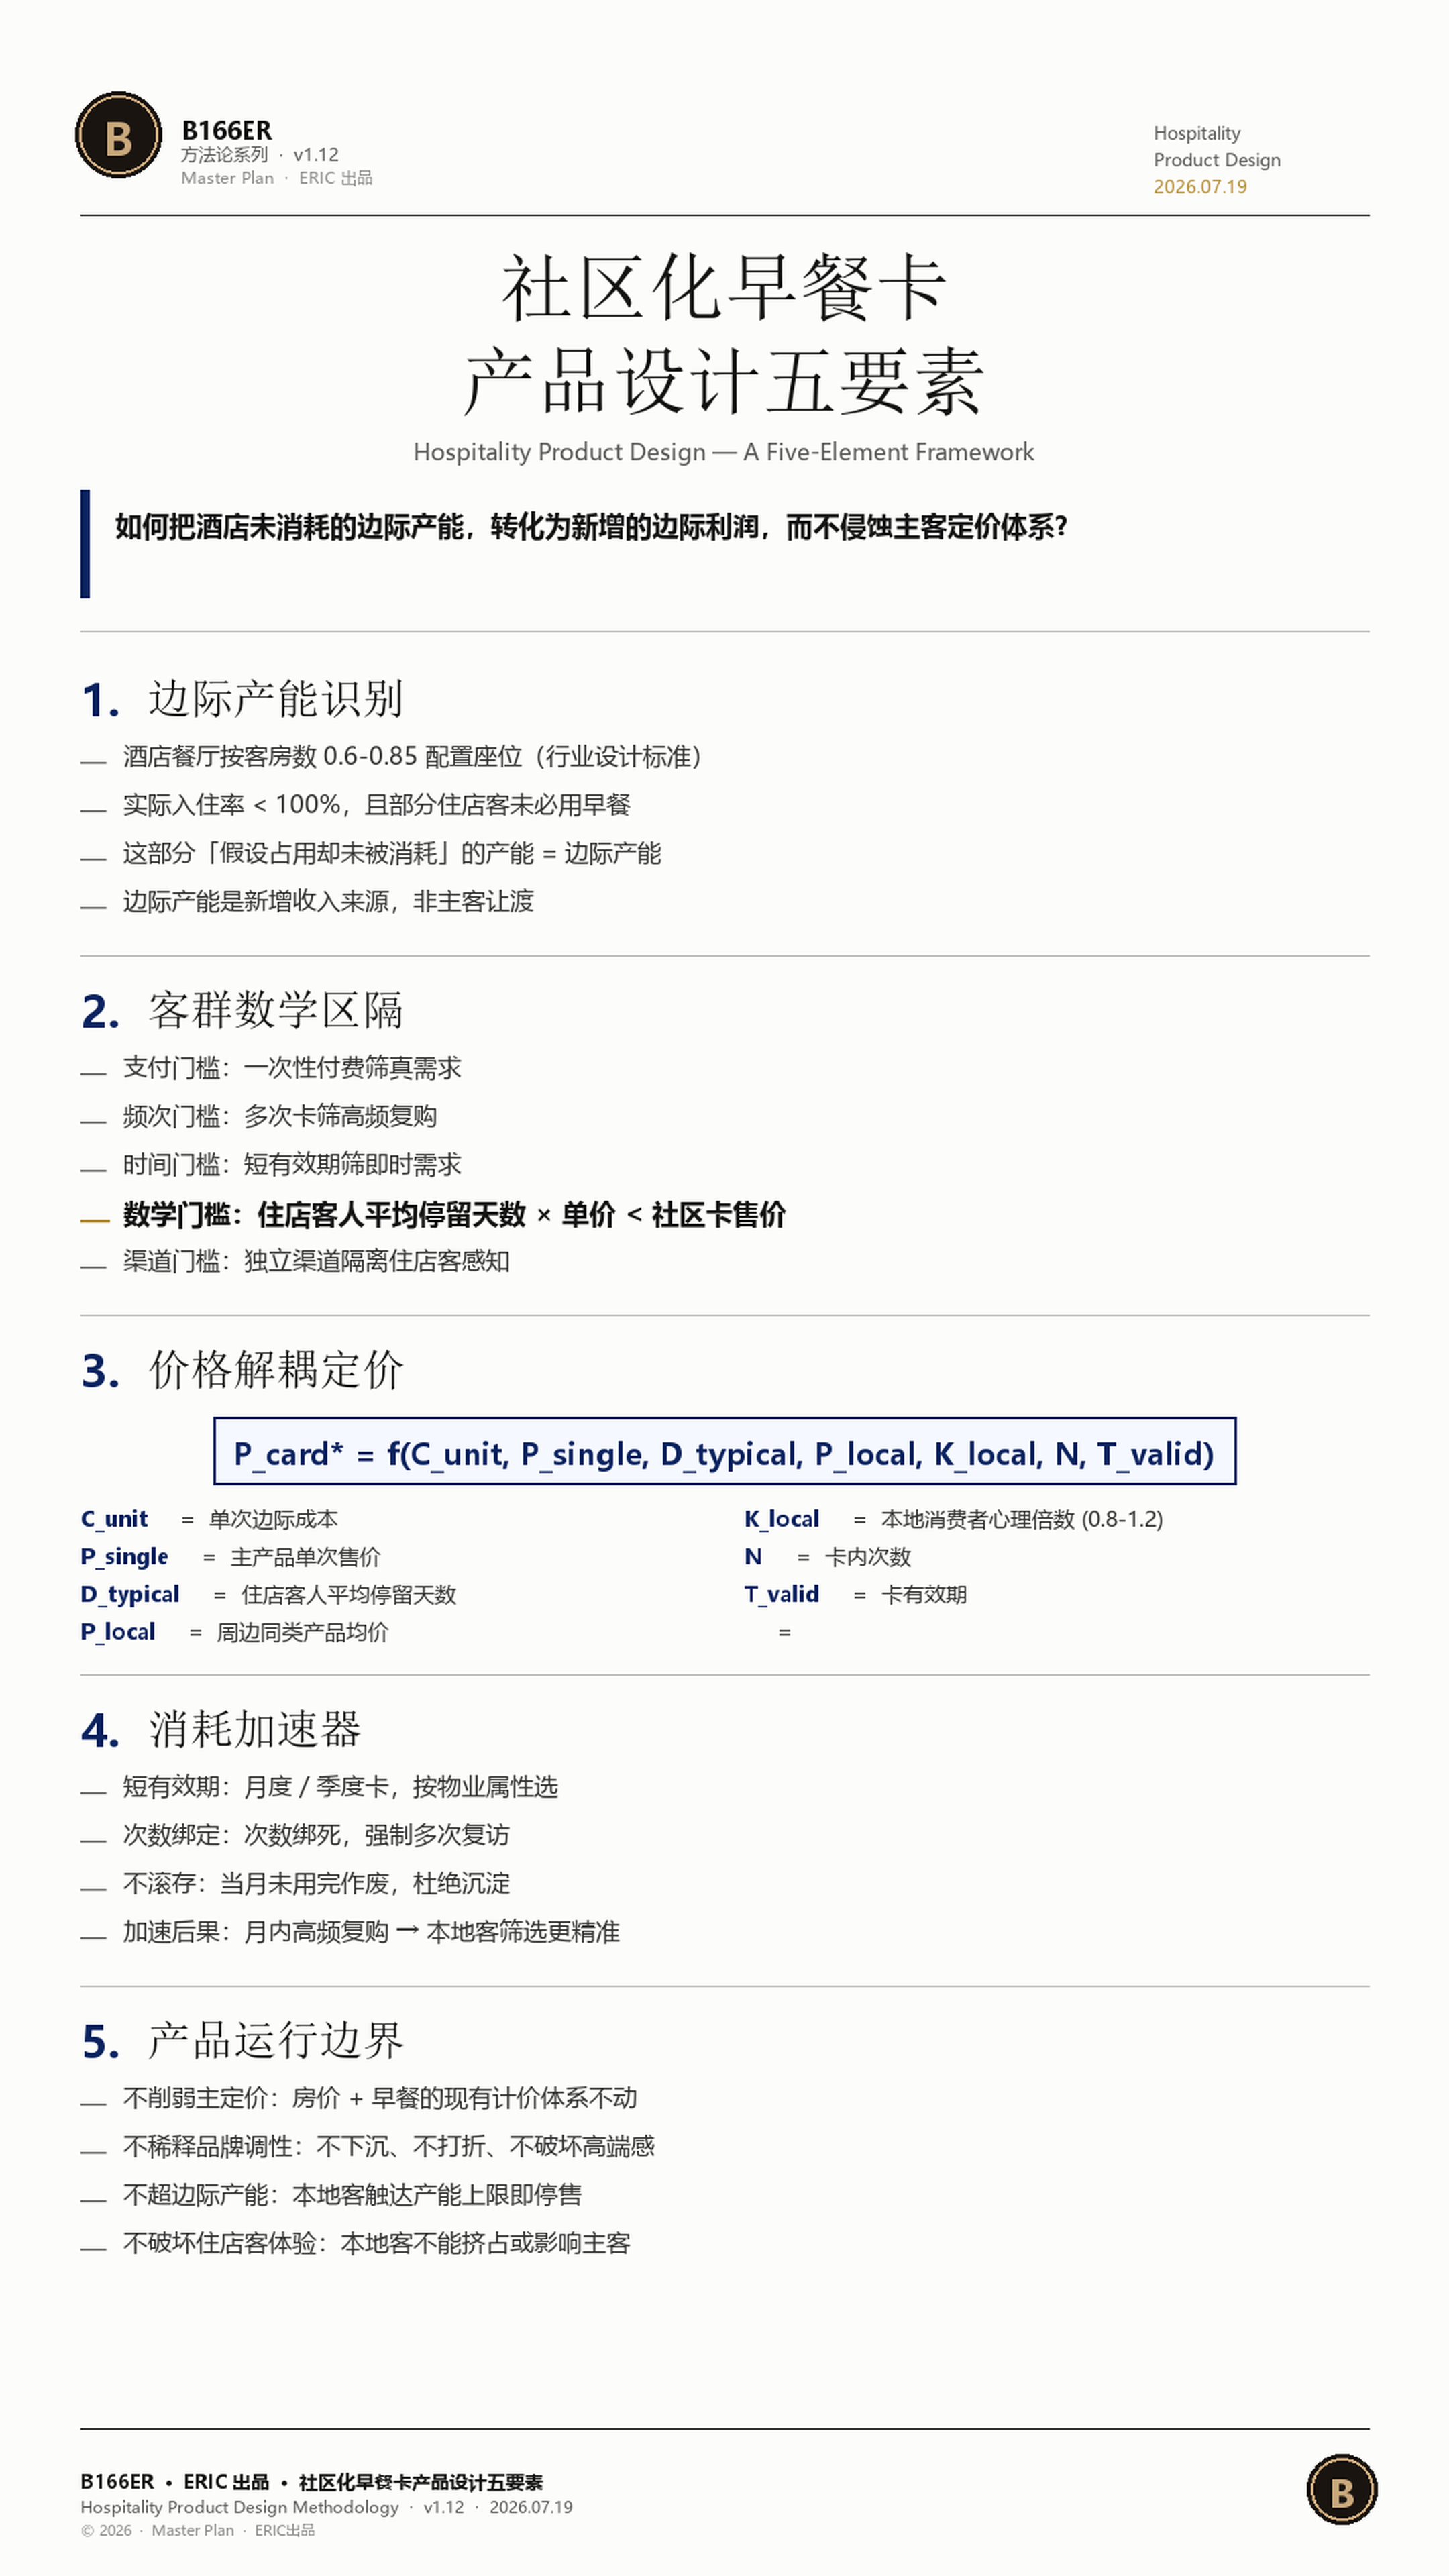 B
B166ER
方法论系列 · v1.12
Master Plan · ERIC 出品
Hospitality
Product Design
2026.07.19
社区化早餐卡
产品设计五要素
Hospitality Product Design — A Five-Element Framework
如何把酒店未消耗的边际产能，转化为新增的边际利润，而不侵蚀主客定价体系？
1. 边际产能识别
— 酒店餐厅按客房数 0.6-0.85 配置座位（行业设计标准）
— 实际入住率 < 100%，且部分住店客未必用早餐
— 这部分「假设占用却未被消耗」的产能 = 边际产能
— 边际产能是新增收入来源，非主客让渡
2. 客群数学区隔
— 支付门槛：一次性付费筛真需求
— 频次门槛：多次卡筛高频复购
— 时间门槛：短有效期筛即时需求
— 数学门槛：住店客人平均停留天数 × 单价 < 社区卡售价
— 渠道门槛：独立渠道隔离住店客感知
3. 价格解耦定价
P_card* = f(C_unit, P_single, D_typical, P_local, K_local, N, T_valid)
C_unit = 单次边际成本
P_single = 主产品单次售价
D_typical = 住店客人平均停留天数
P_local = 周边同类产品均价
K_local = 本地消费者心理倍数 (0.8-1.2)
N = 卡内次数
T_valid = 卡有效期
=
4. 消耗加速器
— 短有效期：月度 / 季度卡，按物业属性选
— 次数绑定：次数绑死，强制多次复访
— 不滚存：当月未用完作废，杜绝沉淀
— 加速后果：月内高频复购 → 本地客筛选更精准
5. 产品运行边界
— 不削弱主定价：房价 + 早餐的现有计价体系不动
— 不稀释品牌调性：不下沉、不打折、不破坏高端感
— 不超边际产能：本地客触达产能上限即停售
— 不破坏住店客体验：本地客不能挤占或影响主客
B166ER • ERIC 出品 • 社区化早餐卡产品设计五要素
Hospitality Product Design Methodology · v1.12 · 2026.07.19
© 2026 · Master Plan · ERIC出品
B